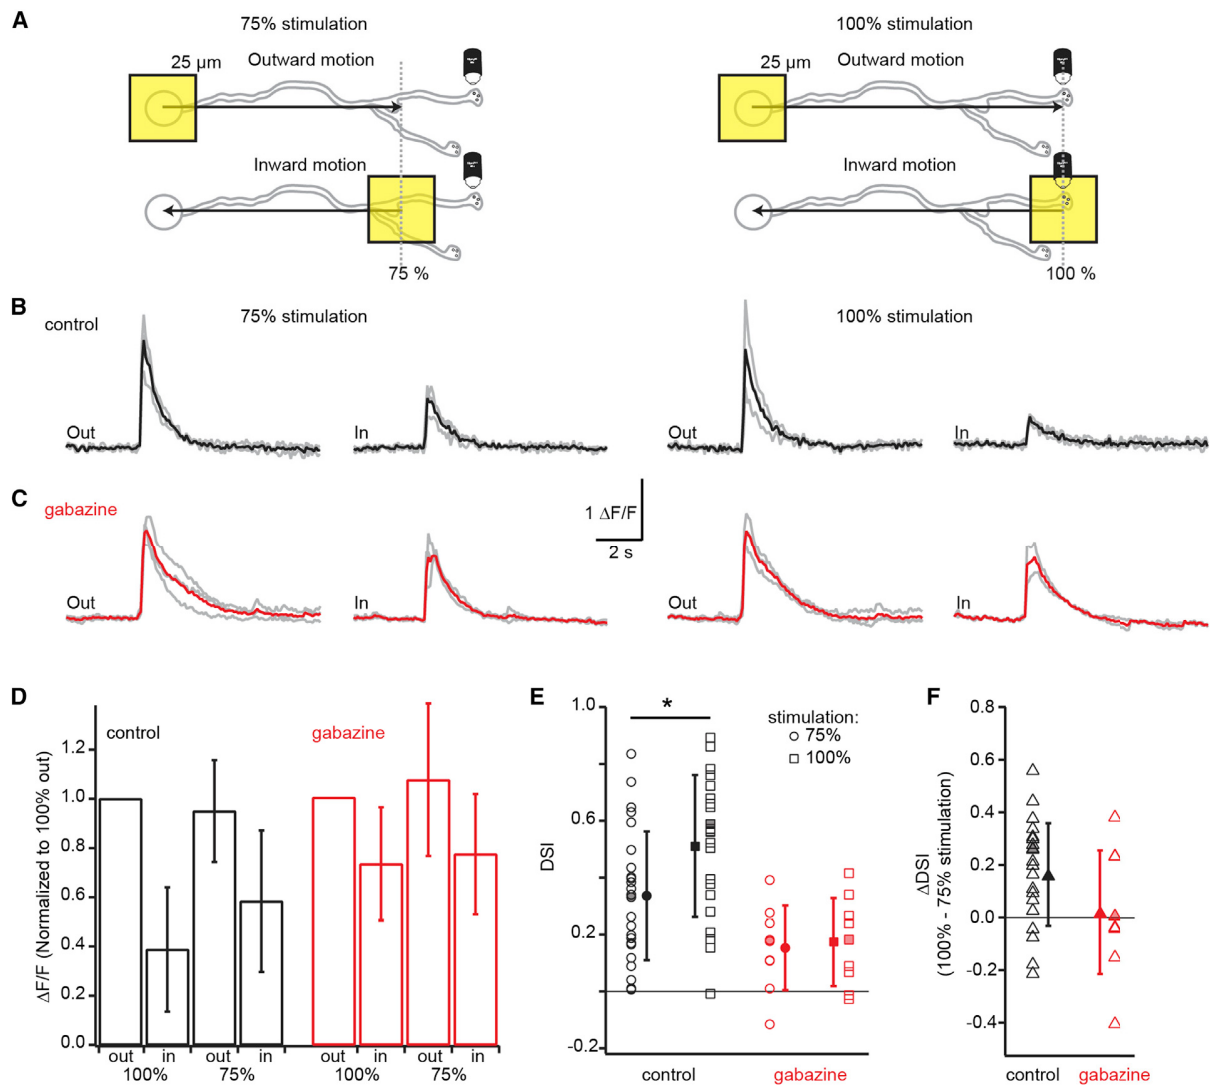 A
75% stimulation
100% stimulation
25 µm
Outward motion
25 µm
Outward motion
Inward motion
Inward motion
75 %
100 %
B
control
75% stimulation
100% stimulation
Out
In
Out
In
C
gabazine
1 ΔF/F
2 s
Out
In
Out
In
D
ΔF/F (Normalized to 100% out)
control
gabazine
1.2
1.0
0.8
0.6
0.4
0.2
0.0
out in out in out in out in
100% 75% 100% 75%
E
DSI
1.0
0.6
0.2
-0.2
*
stimulation:
75%
100%
control gabazine
F
ΔDSI
(100% - 75% stimulation)
0.8
0.6
0.4
0.2
0.0
-0.2
-0.4
control gabazine